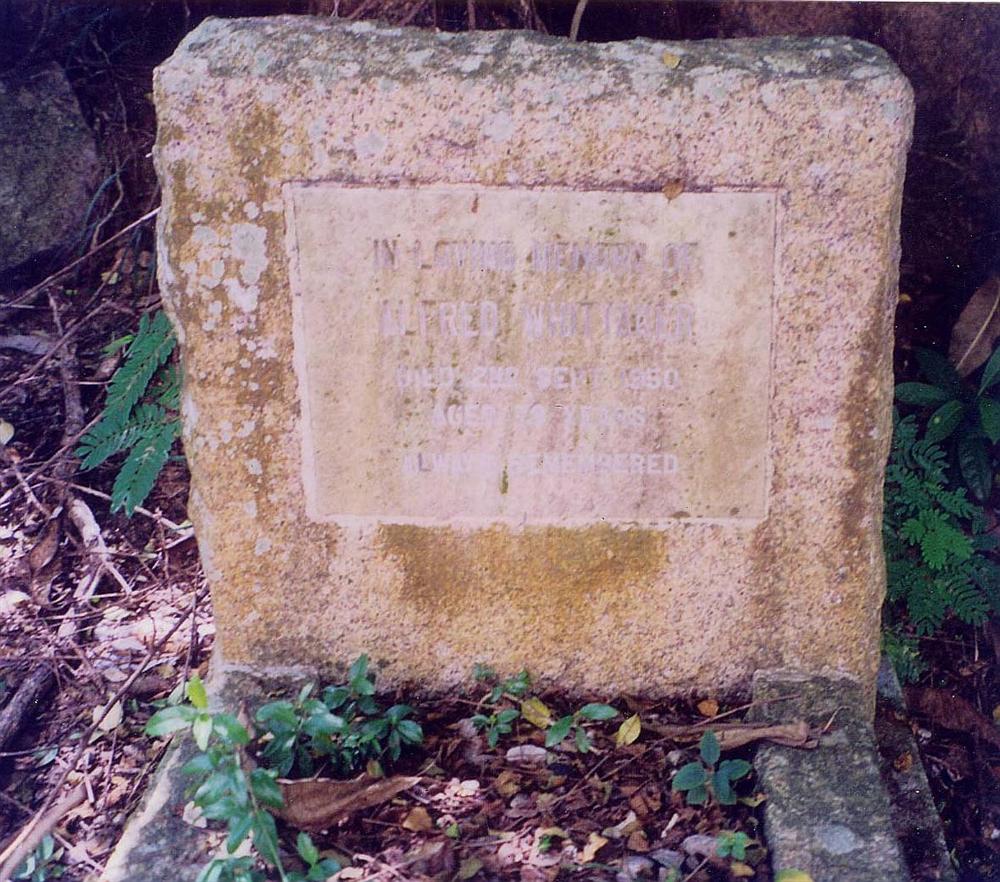 IN LOVING MEMORY OF
ALFRED WHITTAKER
DIED 2ND SEPT. 1950
AGED YEARS
ALWAYS REMEMBERED